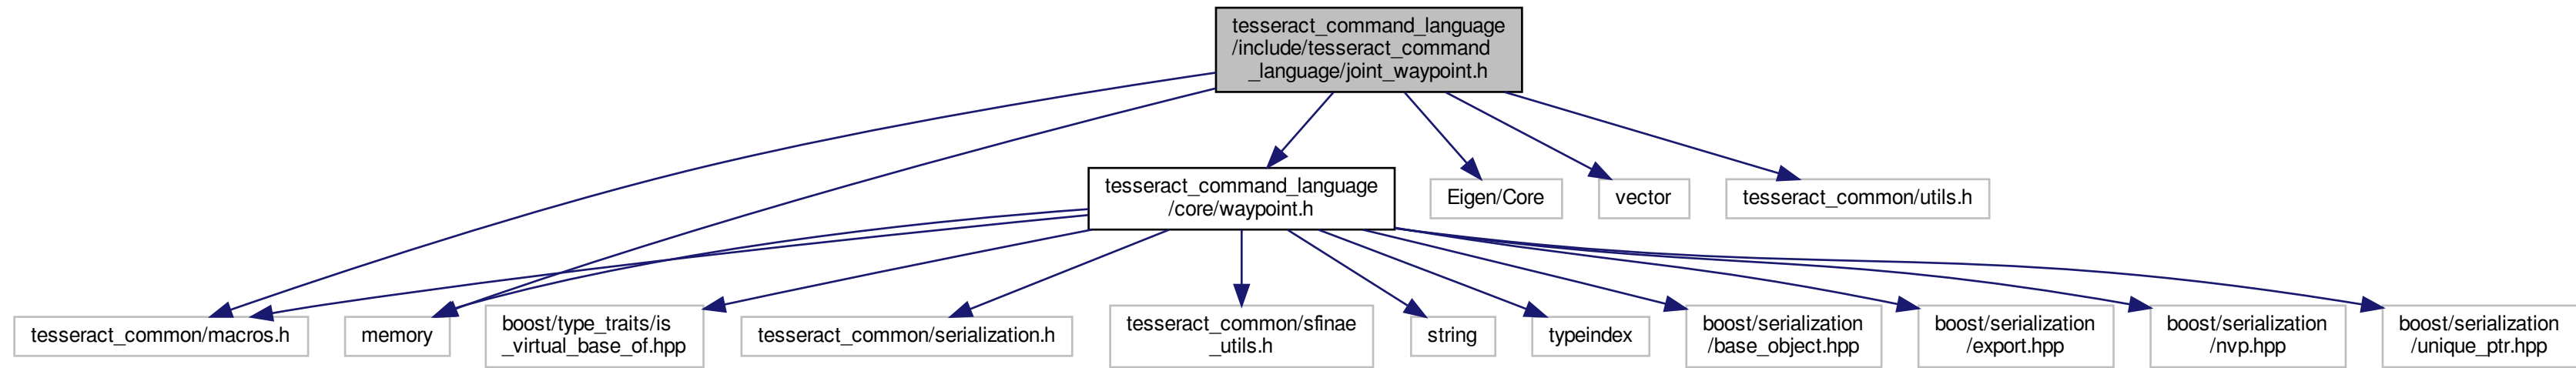 tesseract_command_language
/include/tesseract_command
_language/joint_waypoint.h
tesseract_command_language
/core/waypoint.h
Eigen/Core
vector
tesseract_common/utils.h
tesseract_common/macros.h
memory
boost/type_traits/is
_virtual_base_of.hpp
tesseract_common/serialization.h
tesseract_common/sfinae
_utils.h
string
typeindex
boost/serialization
/base_object.hpp
boost/serialization
/export.hpp
boost/serialization
/nvp.hpp
boost/serialization
/unique_ptr.hpp